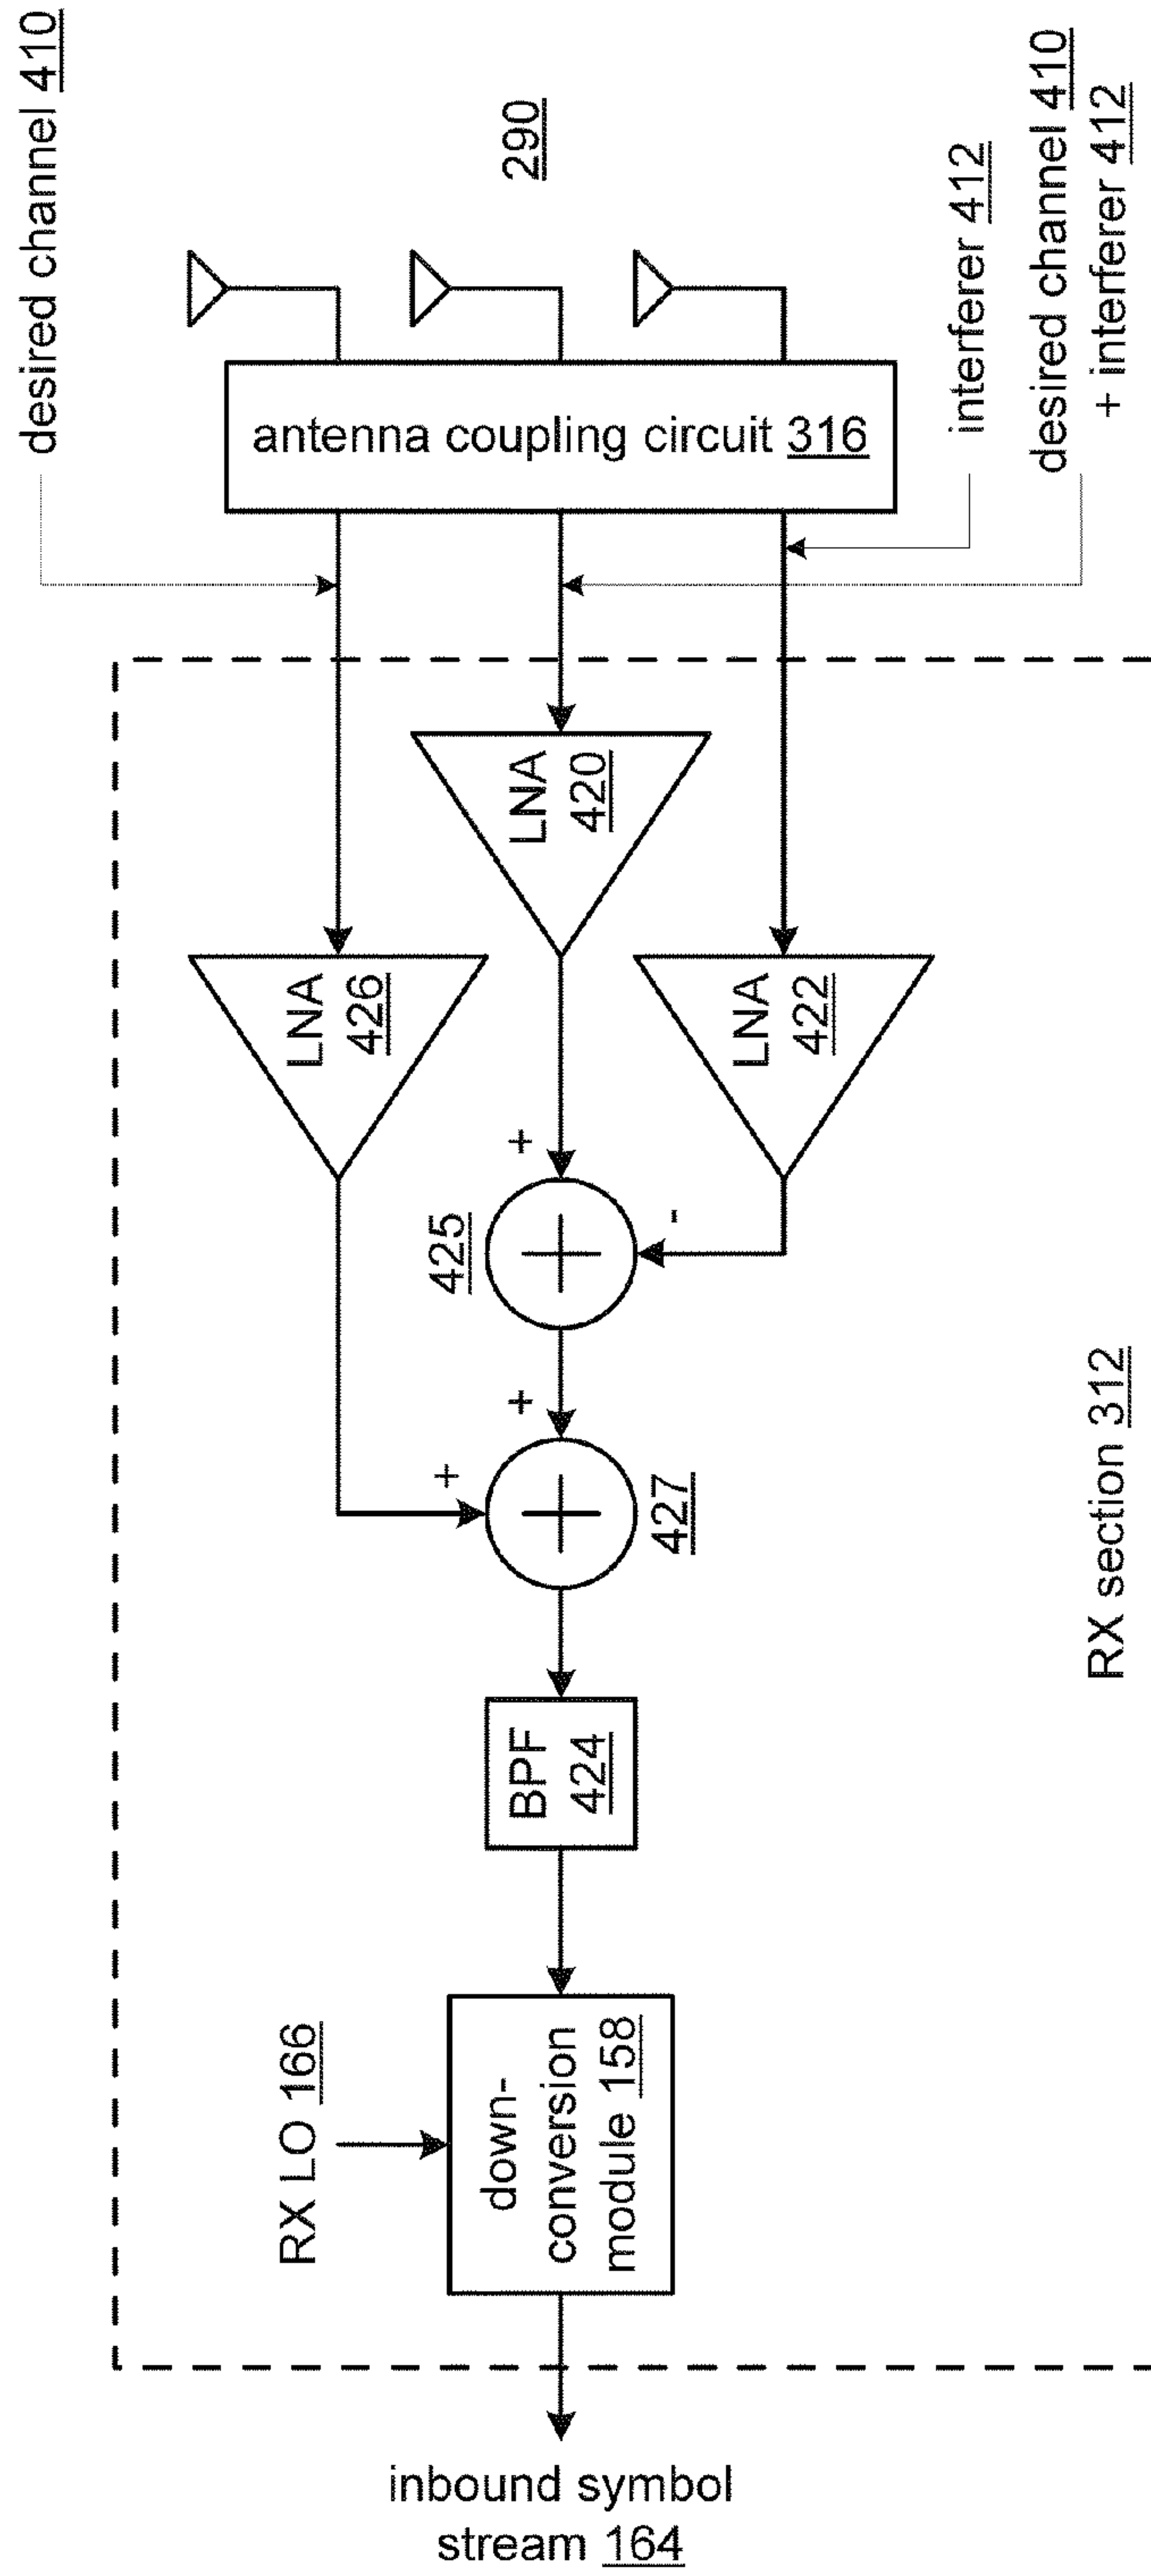 desired channel 410
290
interferer 412
desired channel 410
+ interferer 412
antenna coupling circuit 316
LNA
426
LNA
420
LNA
422
+
425
-
+
+
427
BPF
424
RX LO 166
down-
conversion
module 158
RX section 312
inbound symbol
stream 164